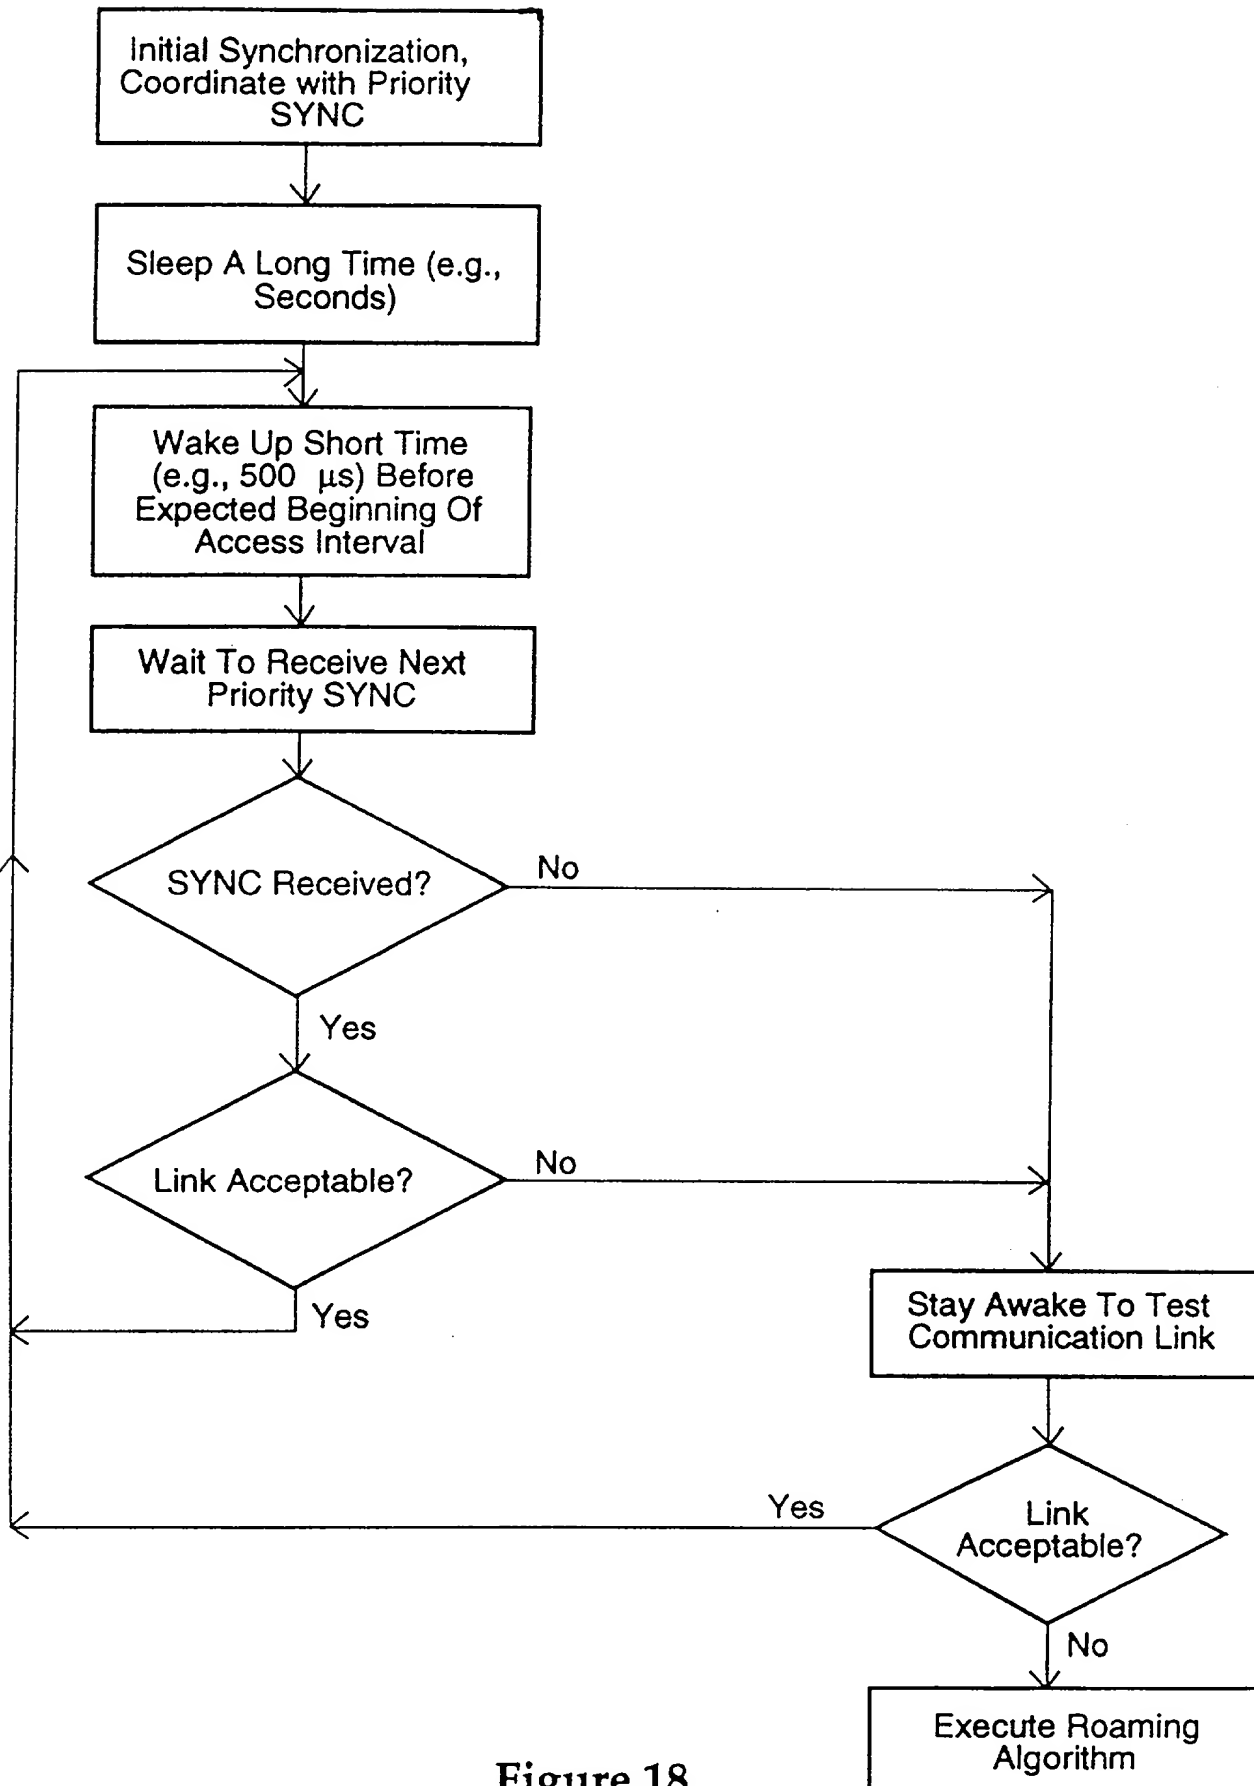 Initial Synchronization,
Coordinate with Priority
SYNC
Sleep A Long Time (e.g.,
Seconds)
Wake Up Short Time
(e.g., 500 µs) Before
Expected Beginning Of
Access Interval
Wait To Receive Next
Priority SYNC
SYNC Received?
No
Yes
Link Acceptable?
No
Yes
Stay Awake To Test
Communication Link
Link
Acceptable?
Yes
No
Execute Roaming
Algorithm
Figure 18